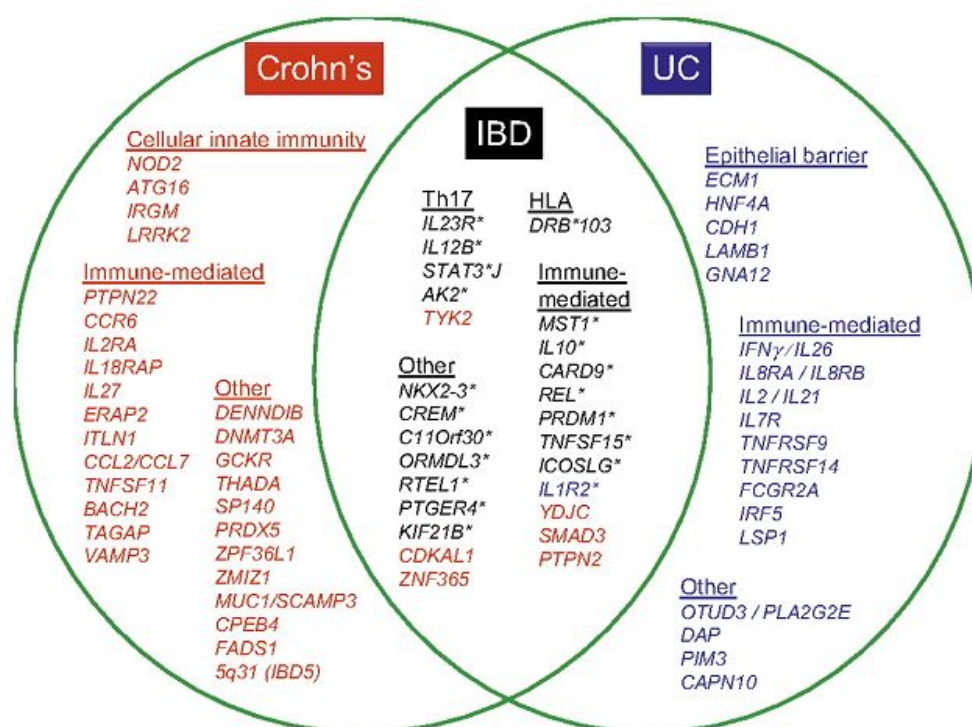 Crohn's
UC
IBD
Cellular innate immunity
NOD2
ATG16
IRGM
LRRK2
Immune-mediated
PTPN22
CCR6
IL2RA
IL18RAP
IL27
ERAP2
ITLN1
CCL2/CCL7
TNFSF11
BACH2
TAGAP
VAMP3
Other
DENNDIB
DNMT3A
GCKR
THADA
SP140
PRDX5
ZPF36L1
ZMIZ1
MUC1/SCAMP3
CPEB4
FADS1
5q31 (IBD5)
Th17
IL23R*
IL12B*
STAT3*J
AK2*
TYK2
Other
NKX2-3*
CREM*
C11Orf30*
ORMDL3*
RTEL1*
PTGER4*
KIF21B*
CDKAL1
ZNF365
HLA
DRB*103
Immune-
mediated
MST1*
IL10*
CARD9*
REL*
PRDM1*
TNFSF15*
ICOSLG*
IL1R2*
YDJC
SMAD3
PTPN2
Epithelial barrier
ECM1
HNF4A
CDH1
LAMB1
GNA12
Immune-mediated
IFNγ/IL26
IL8RA / IL8RB
IL2 / IL21
IL7R
TNFRSF9
TNFRSF14
FCGR2A
IRF5
LSP1
Other
OTUD3 / PLA2G2E
DAP
PIM3
CAPN10